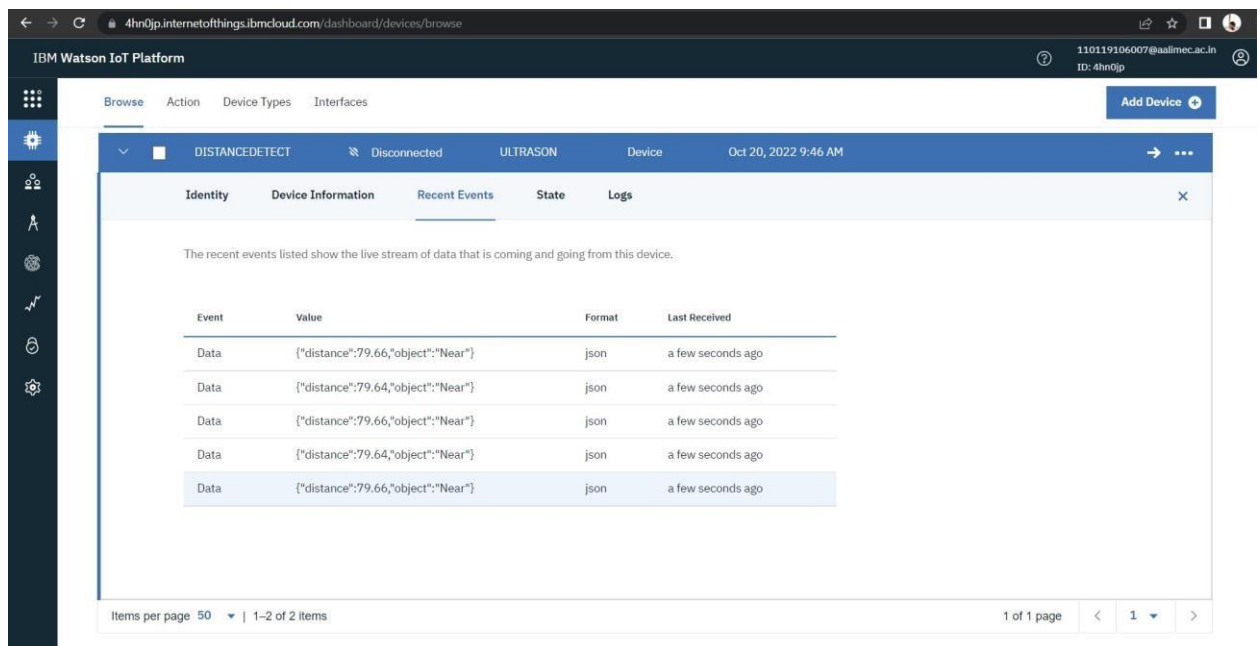 4hn0jp.internetofthings.ibmcloud.com/dashboard/devices/browse
IBM Watson IoT Platform
110119106007@aalimec.ac.in
ID: 4hn0jp
Browse Action Device Types Interfaces Add Device
DISTANCEDETECT Disconnected ULTRASON Device Oct 20, 2022 9:46 AM
Identity Device Information Recent Events State Logs
The recent events listed show the live stream of data that is coming and going from this device.
Event Value Format Last Received
Data {"distance":79.66,"object":"Near"} json a few seconds ago
Data {"distance":79.64,"object":"Near"} json a few seconds ago
Data {"distance":79.66,"object":"Near"} json a few seconds ago
Data {"distance":79.64,"object":"Near"} json a few seconds ago
Data {"distance":79.66,"object":"Near"} json a few seconds ago
Items per page 50 | 1–2 of 2 items 1 of 1 page < 1 >